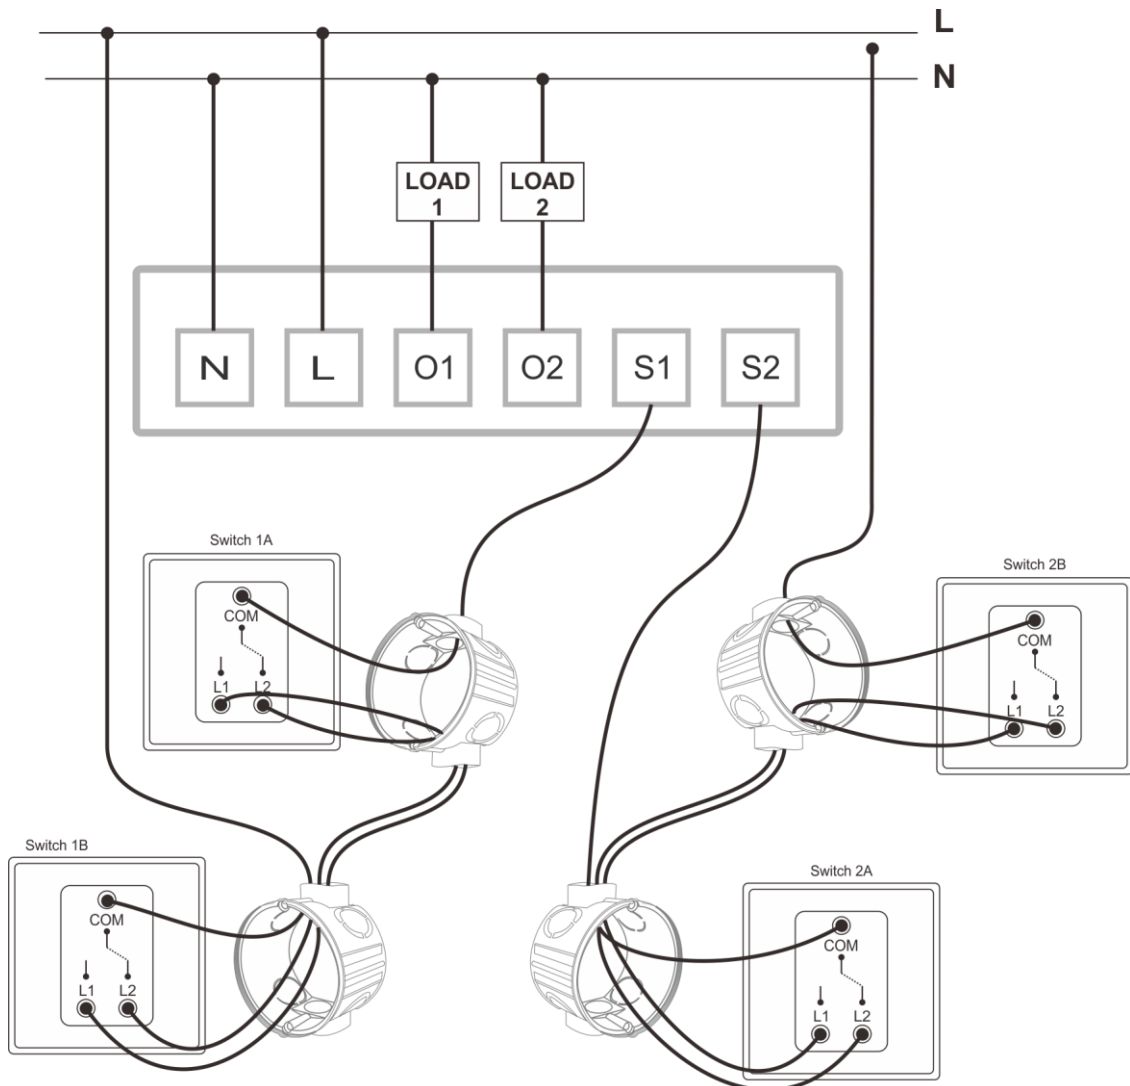 L
N
LOAD
1
LOAD
2
N L O1 O2 S1 S2
Switch 1A
COM
L1 L2
Switch 2B
COM
L1 L2
Switch 1B
COM
L1 L2
Switch 2A
COM
L1 L2